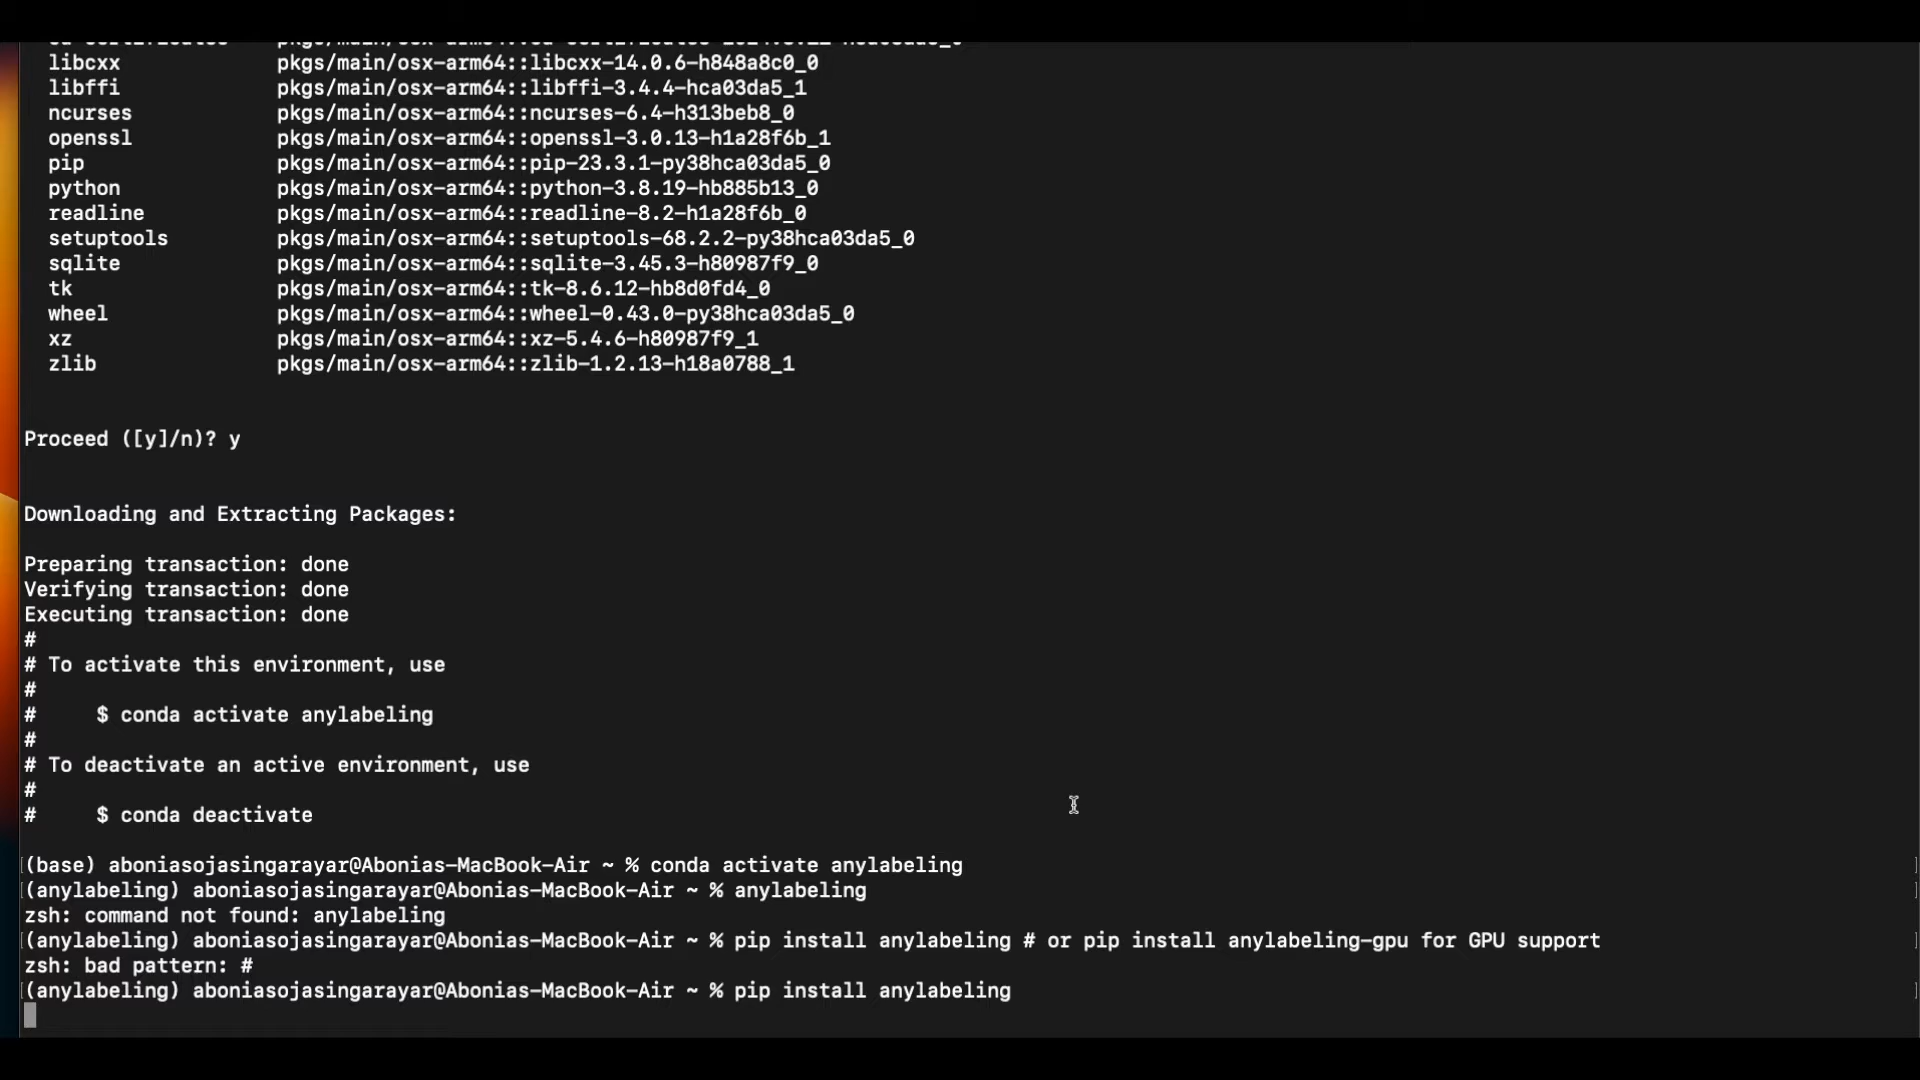 libcxx pkgs/main/osx-arm64::libcxx-14.0.6-h848a8c0_0
libffi pkgs/main/osx-arm64::libffi-3.4.4-hca03da5_1
ncurses pkgs/main/osx-arm64::ncurses-6.4-h313beb8_0
openssl pkgs/main/osx-arm64::openssl-3.0.13-h1a28f6b_1
pip pkgs/main/osx-arm64::pip-23.3.1-py38hca03da5_0
python pkgs/main/osx-arm64::python-3.8.19-hb885b13_0
readline pkgs/main/osx-arm64::readline-8.2-h1a28f6b_0
setuptools pkgs/main/osx-arm64::setuptools-68.2.2-py38hca03da5_0
sqlite pkgs/main/osx-arm64::sqlite-3.45.3-h80987f9_0
tk pkgs/main/osx-arm64::tk-8.6.12-hb8d0fd4_0
wheel pkgs/main/osx-arm64::wheel-0.43.0-py38hca03da5_0
xz pkgs/main/osx-arm64::xz-5.4.6-h80987f9_1
zlib pkgs/main/osx-arm64::zlib-1.2.13-h18a0788_1
Proceed ([y]/n)? y
Downloading and Extracting Packages:
Preparing transaction: done
Verifying transaction: done
Executing transaction: done
#
# To activate this environment, use
#
# $ conda activate anylabeling
#
# To deactivate an active environment, use
#
# $ conda deactivate
[(base) aboniasojasingarayar@Abonias-MacBook-Air ~ % conda activate anylabeling ]
[(anylabeling) aboniasojasingarayar@Abonias-MacBook-Air ~ % anylabeling ]
zsh: command not found: anylabeling
[(anylabeling) aboniasojasingarayar@Abonias-MacBook-Air ~ % pip install anylabeling # or pip install anylabeling-gpu for GPU support ]
zsh: bad pattern: #
[(anylabeling) aboniasojasingarayar@Abonias-MacBook-Air ~ % pip install anylabeling ]